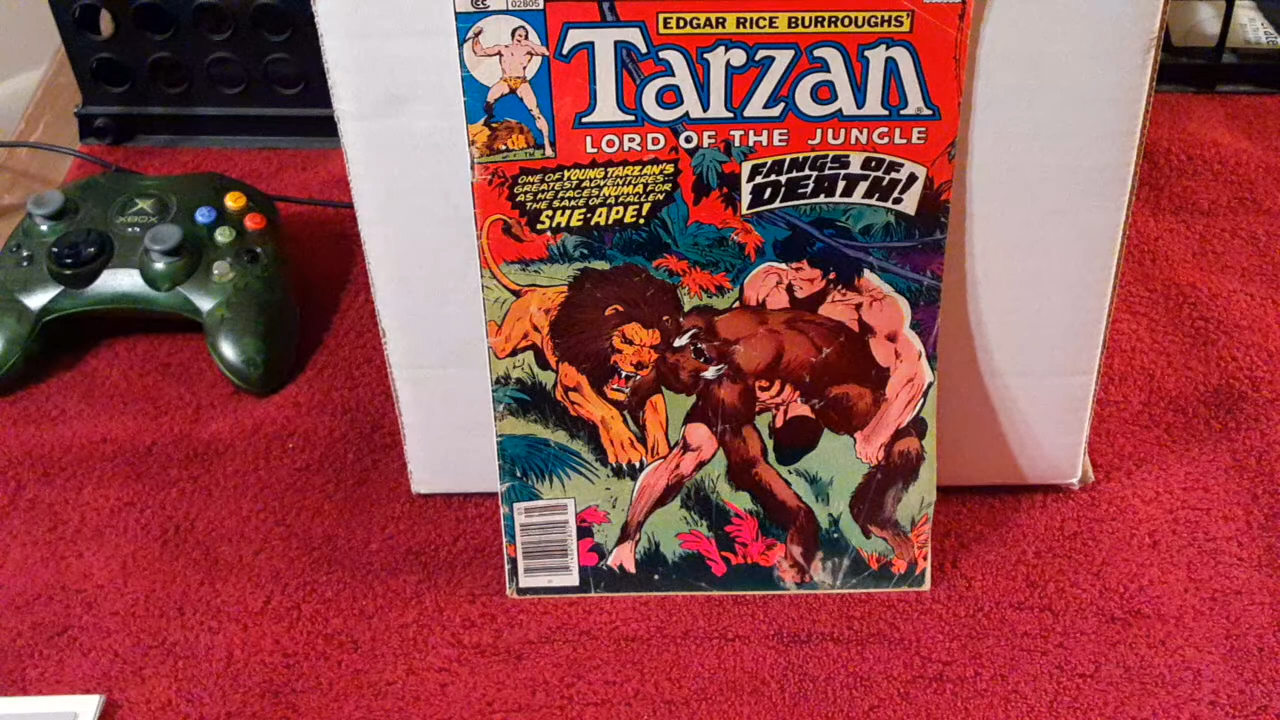 CC
02805
EDGAR RICE BURROUGHS'
Tarzan
®
LORD OF THE JUNGLE
TM
ONE OF YOUNG TARZAN'S
GREATEST ADVENTURES--
AS HE FACES NUMA FOR
THE SAKE OF A FALLEN
SHE-APE!
FANGS OF
DEATH!
XBOX